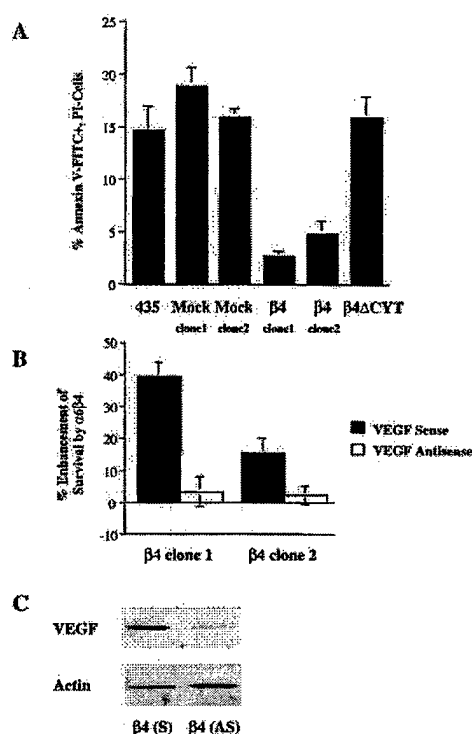 A
% Annexin V-FITC+, PI-Cells
25
20
15
10
5
0
435 Mock Mock β4 β4 β4ΔCYT
clone1 clone2 clone1 clone2
B
% Enhancement of
Survival by α6β4
50
40
30
20
10
0
-10
VEGF Sense
VEGF Antisense
β4 clone 1 β4 clone 2
C
VEGF
Actin
β4 (S) β4 (AS)